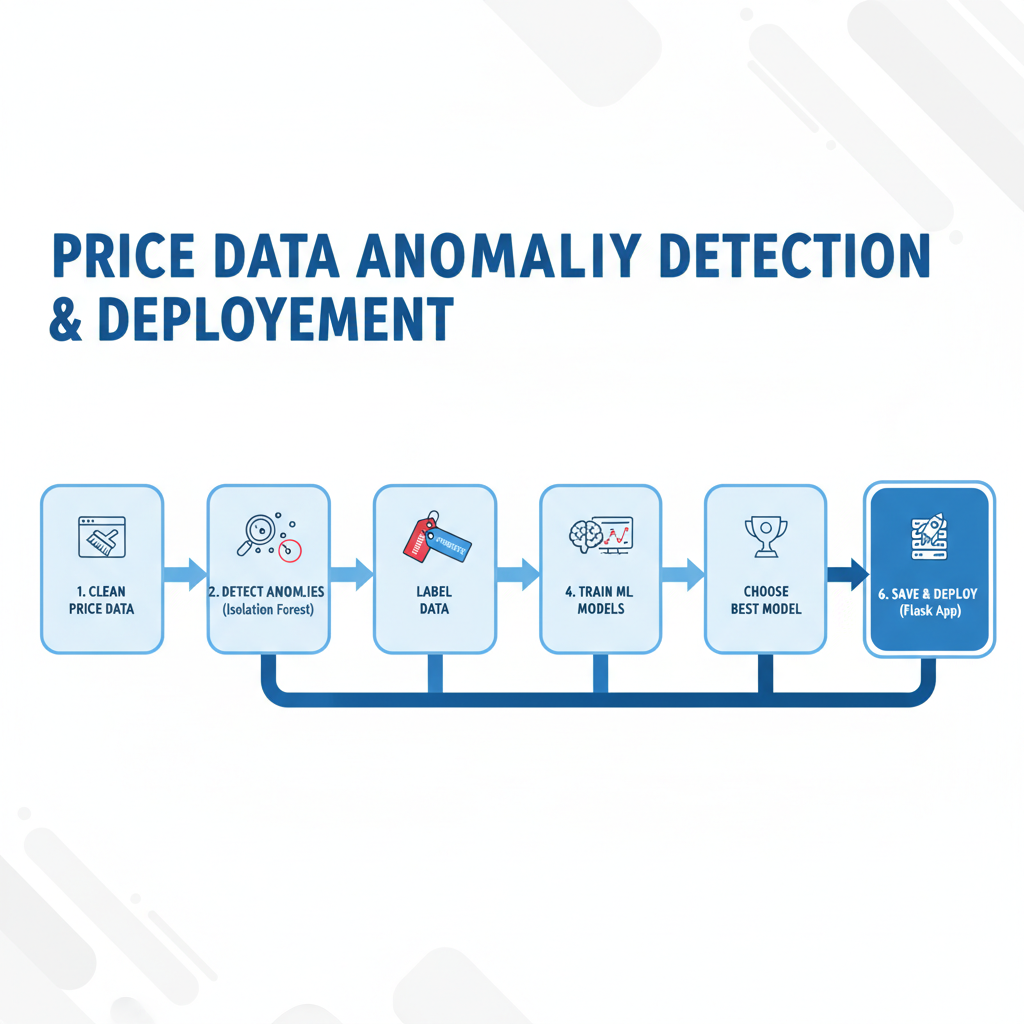 PRICE DATA ANOMALIY DETECTION
& DEPLOYEMENT
1. CLEAN
PRICE DATA
2. DETECT ANOM.IES
(Isolation Forest)
LABEL
DATA
4. TRAIN ML
MODELS
CHOOSE
BEST MODEL
6. SAVE & DEPLOY
(Flask App)